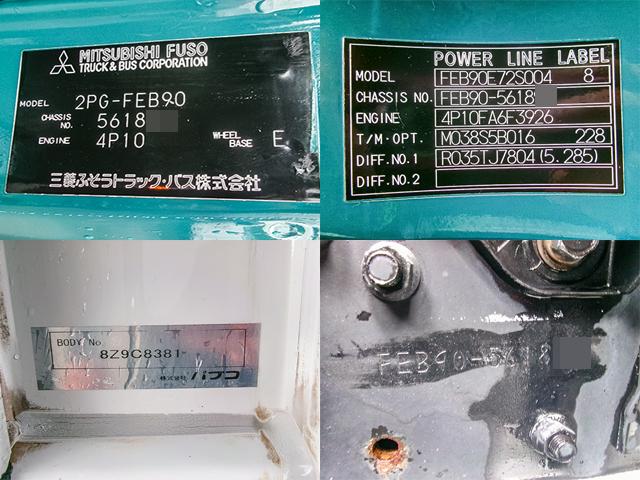 MITSUBISHI FUSO
TRUCK & BUS CORPORATION
MODEL 2PG-FEB90
CHASSIS NO. 5618
ENGINE 4P10 WHEEL BASE E
三菱ふそうトラック・バス株式会社
POWER LINE LABEL
MODEL FEB90E72S004 8
CHASSIS NO. FEB90-5618
ENGINE 4P10FA6F3926
T/M·OPT. M038S5B016 228
DIFF.NO.1 R035TJ7804(5.285)
DIFF.NO.2
BODY No
8Z9C8381
株式会社 パブコ
FEB90-5618